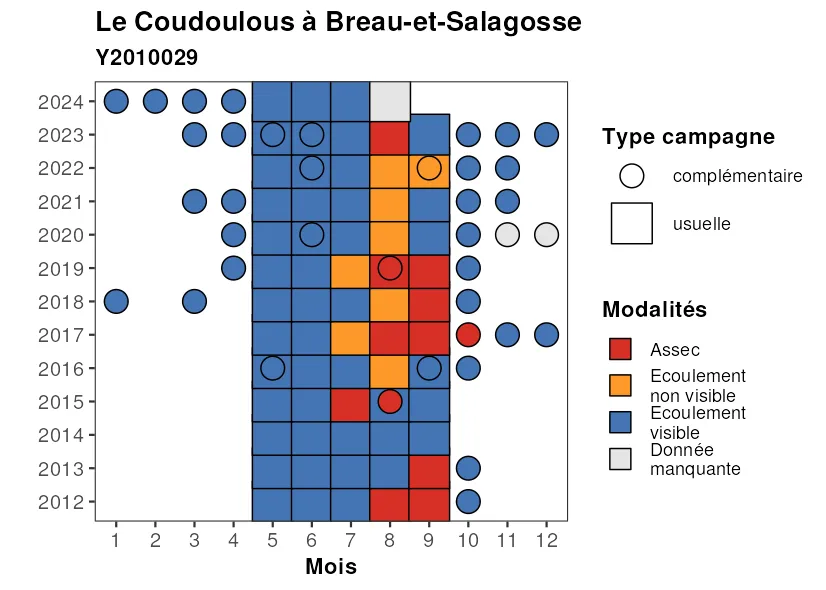 Le Coudoulous à Breau-et-Salagosse
Y2010029
2024
2023
2022
2021
2020
2019
2018
2017
2016
2015
2014
2013
2012
1 2 3 4 5 6 7 8 9 10 11 12
Mois
Type campagne
complémentaire
usuelle
Modalités
Assec
Ecoulement
non visible
Ecoulement
visible
Donnée
manquante